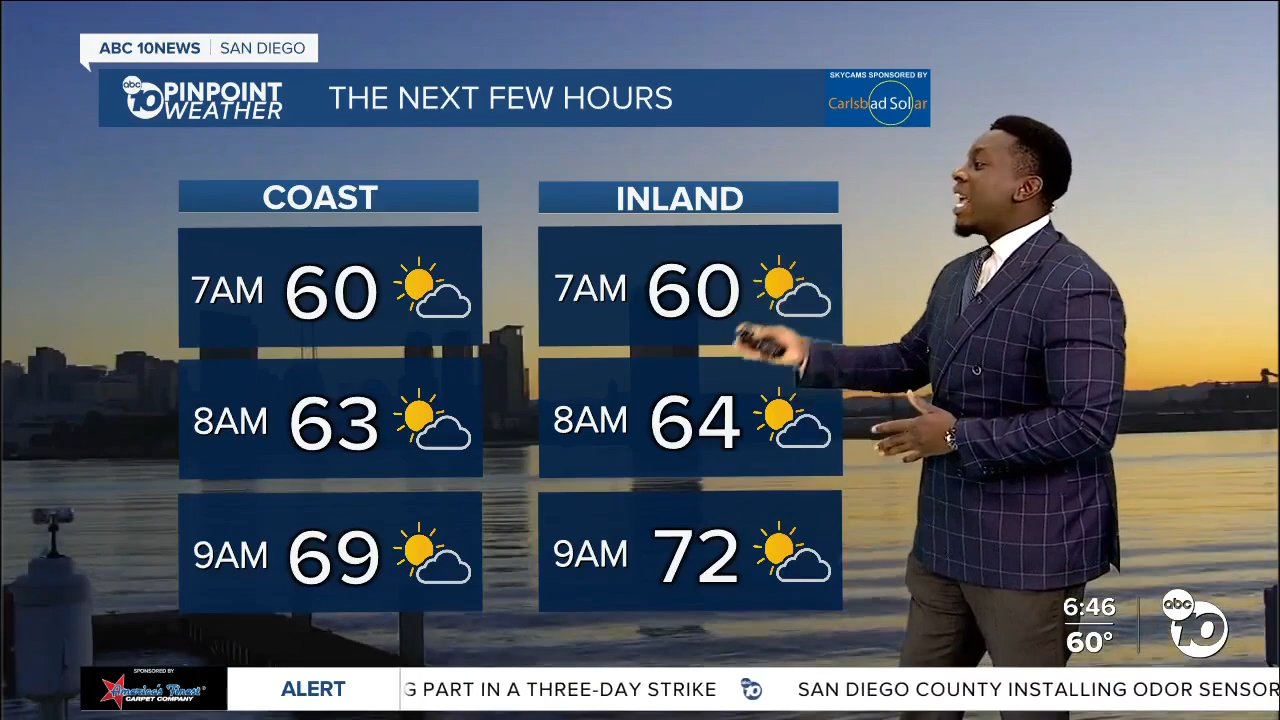 ABC 10NEWS | SAN DIEGO
abc 10 PINPOINT WEATHER
THE NEXT FEW HOURS
SKYCAMS SPONSORED BY
Carlsbad Solar
COAST
7AM 60
8AM 63
9AM 69
INLAND
7AM 60
8AM 64
9AM 72
6:46
60°
abc 10
SPONSORED BY
America's Finest
CARPET COMPANY
ALERT
G PART IN A THREE-DAY STRIKE 10 SAN DIEGO COUNTY INSTALLING ODOR SENSOR